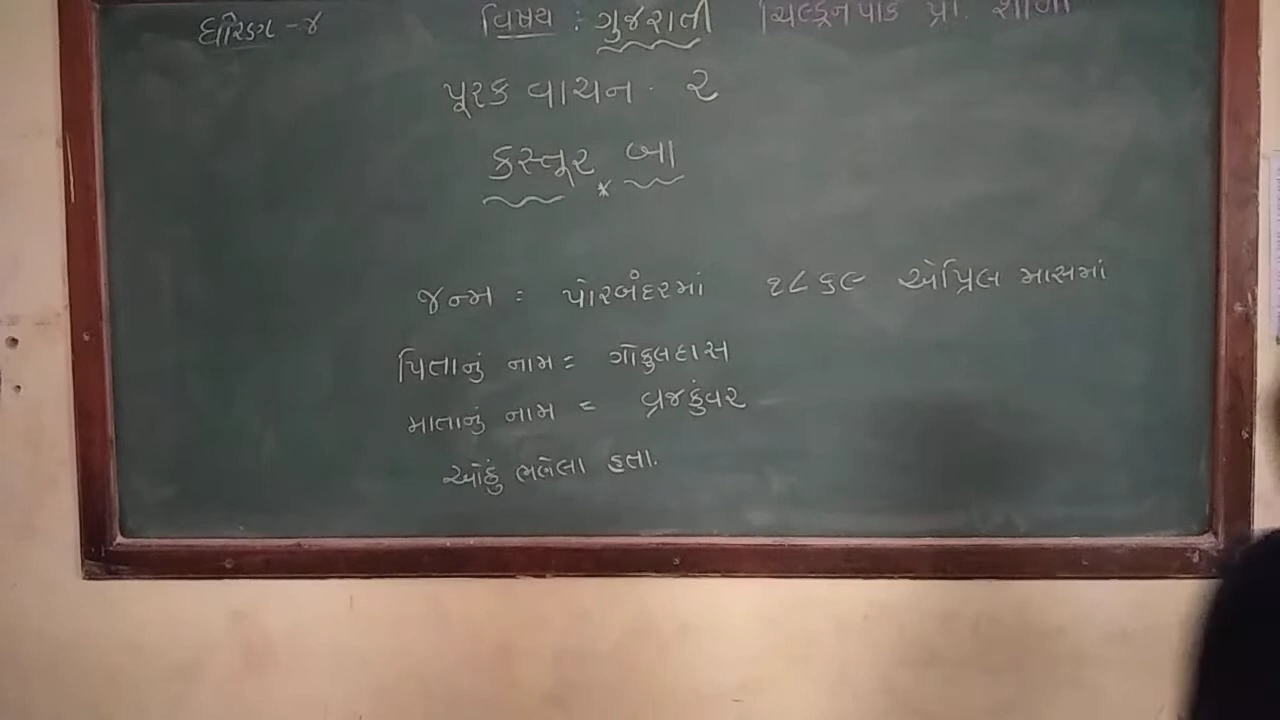 ધોરણ - ૪ વિષય : ગુજરાતી ચિલ્ડ્રન પાર્ક પ્રા. શાળા
પૂરક વાચન. ૨
કસ્તૂર બા
જન્મ : પોરબંદરમાં ૧૮૬૯ એપ્રિલ માસમાં
પિતાનું નામ = ગોકુલદાસ
માતાનું નામ = વ્રજકુંવર
ઓછું ભણેલા હતા.